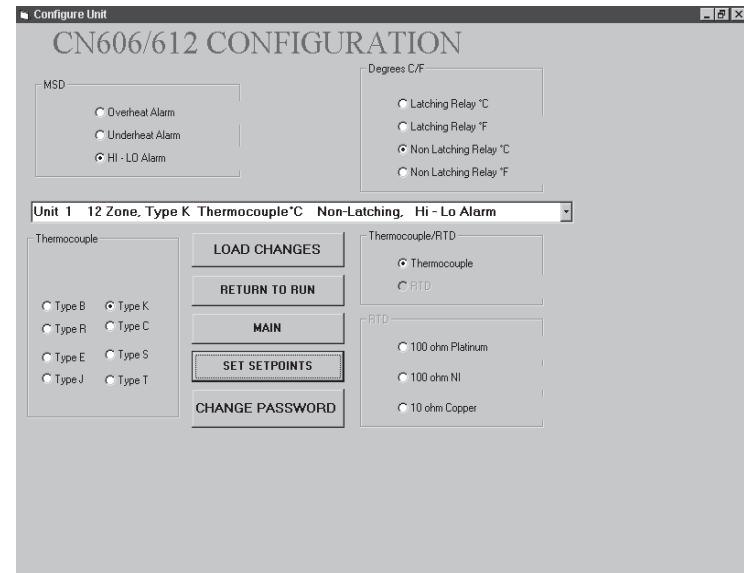 Configure Unit
CN606/612 CONFIGURATION
MSD
Overheat Alarm
Underheat Alarm
HI - LO Alarm
Degrees C/F
Latching Relay °C
Latching Relay °F
Non Latching Relay °C
Non Latching Relay °F
Unit 1 12 Zone, Type K Thermocouple°C Non-Latching, Hi - Lo Alarm
Thermocouple
Type B Type K
Type R Type C
Type E Type S
Type J Type T
LOAD CHANGES
RETURN TO RUN
MAIN
SET SETPOINTS
CHANGE PASSWORD
Thermocouple/RTD
Thermocouple
RTD
RTD
100 ohm Platinum
100 ohm NI
10 ohm Copper